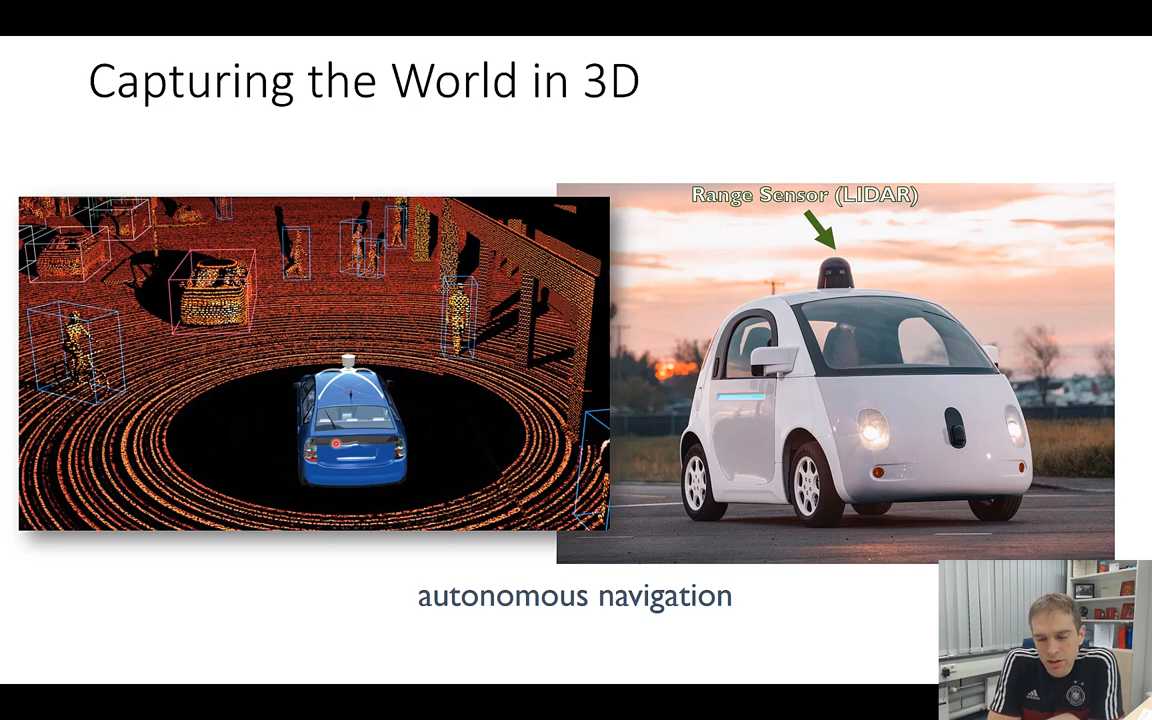 Capturing the World in 3D
Range Sensor (LIDAR)
autonomous navigation